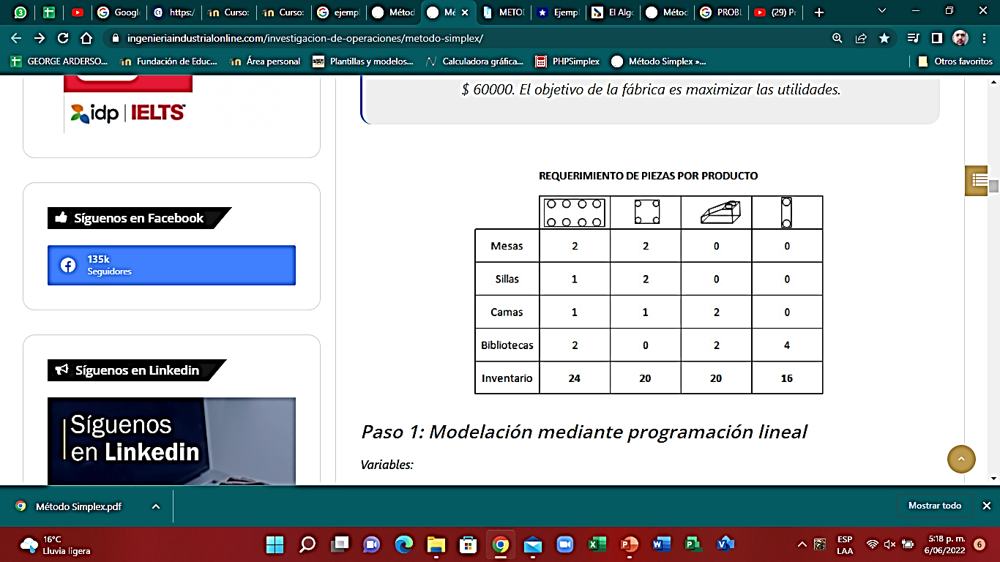 Googl
https:/
Curso:
Curso:
ejempl
Métod
Mé
METOI
Ejempl
El Algo
Métod
PROBL
(29) Pr
ingenieriaindustrialonline.com/investigacion-de-operaciones/metodo-simplex/
GEORGE ARDERSO...
Fundación de Educ...
Área personal
Plantillas y modelos...
Calculadora gráfica...
PHPSimplex
Método Simplex »...
Otros favoritos
idp | IELTS
$ 60000. El objetivo de la fábrica es maximizar las utilidades.
Síguenos en Facebook
135k
Seguidores
Síguenos en Linkedin
Síguenos
en Linkedin
REQUERIMIENTO DE PIEZAS POR PRODUCTO
Mesas 2 2 0 0
Sillas 1 2 0 0
Camas 1 1 2 0
Bibliotecas 2 0 2 4
Inventario 24 20 20 16
Paso 1: Modelación mediante programación lineal
Variables:
Método Simplex.pdf
Mostrar todo
16°C
Lluvia ligera
ESP
LAA
5:18 p. m.
6/06/2022
6